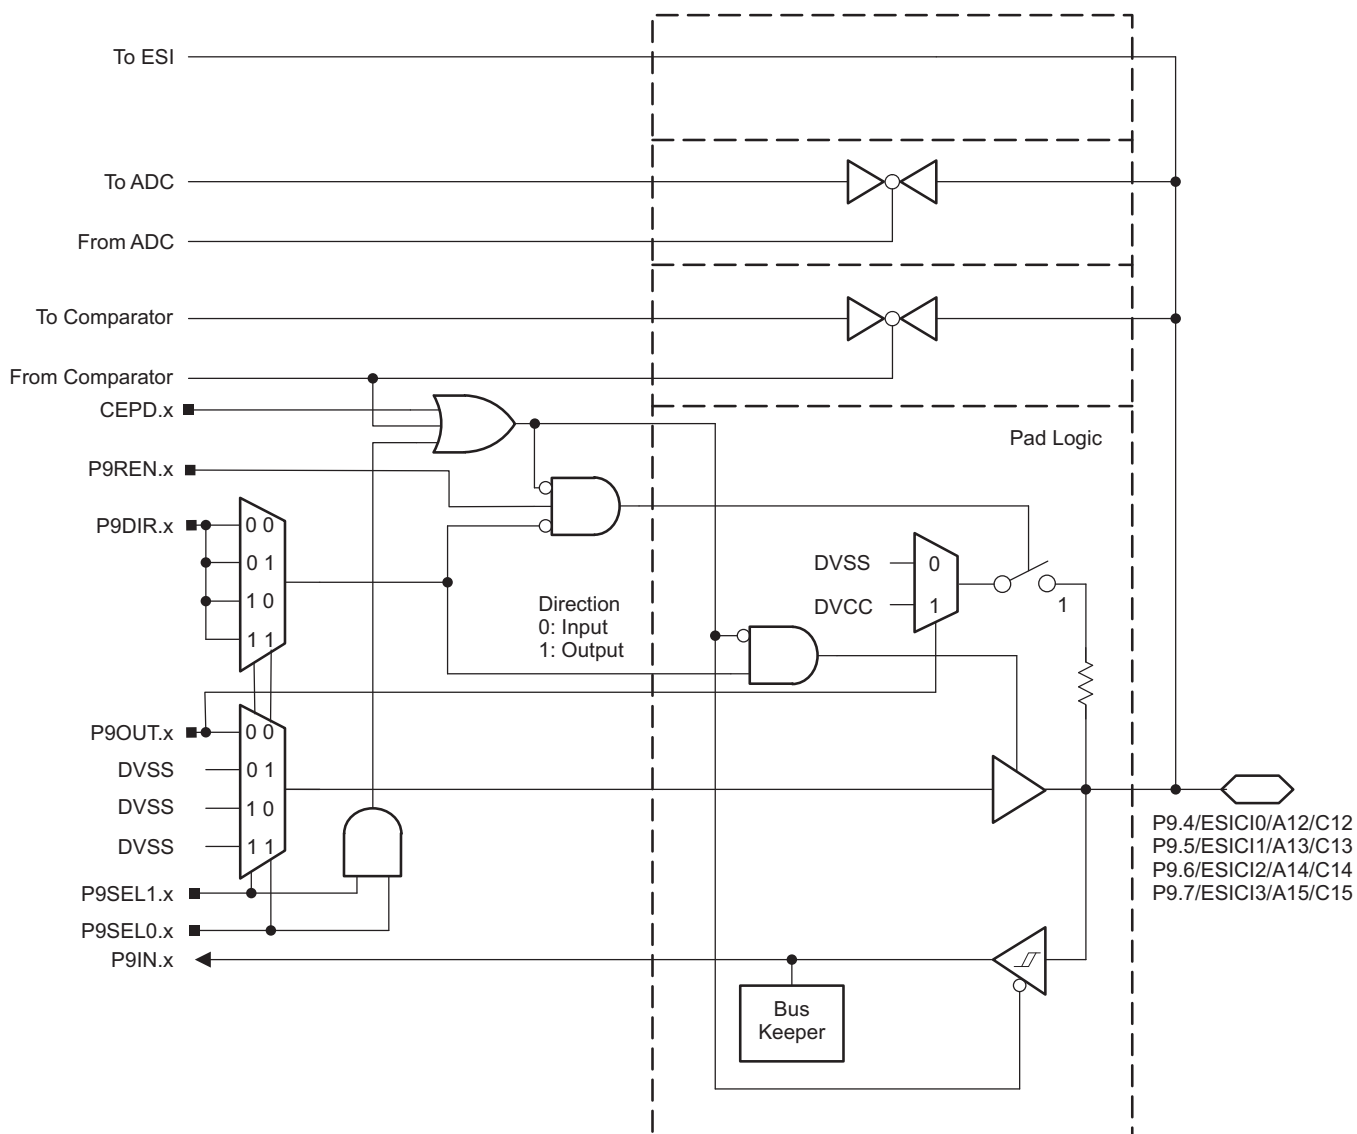 To ESI
To ADC
From ADC
To Comparator
From Comparator
CEPD.x
Pad Logic
P9REN.x
P9DIR.x
0 0
0 1
1 0
1 1
Direction
0: Input
1: Output
DVSS
0
DVCC
1
1
P9OUT.x
0 0
DVSS
0 1
DVSS
1 0
DVSS
1 1
P9.4/ESICI0/A12/C12
P9.5/ESICI1/A13/C13
P9.6/ESICI2/A14/C14
P9.7/ESICI3/A15/C15
P9SEL1.x
P9SEL0.x
P9IN.x
Bus
Keeper